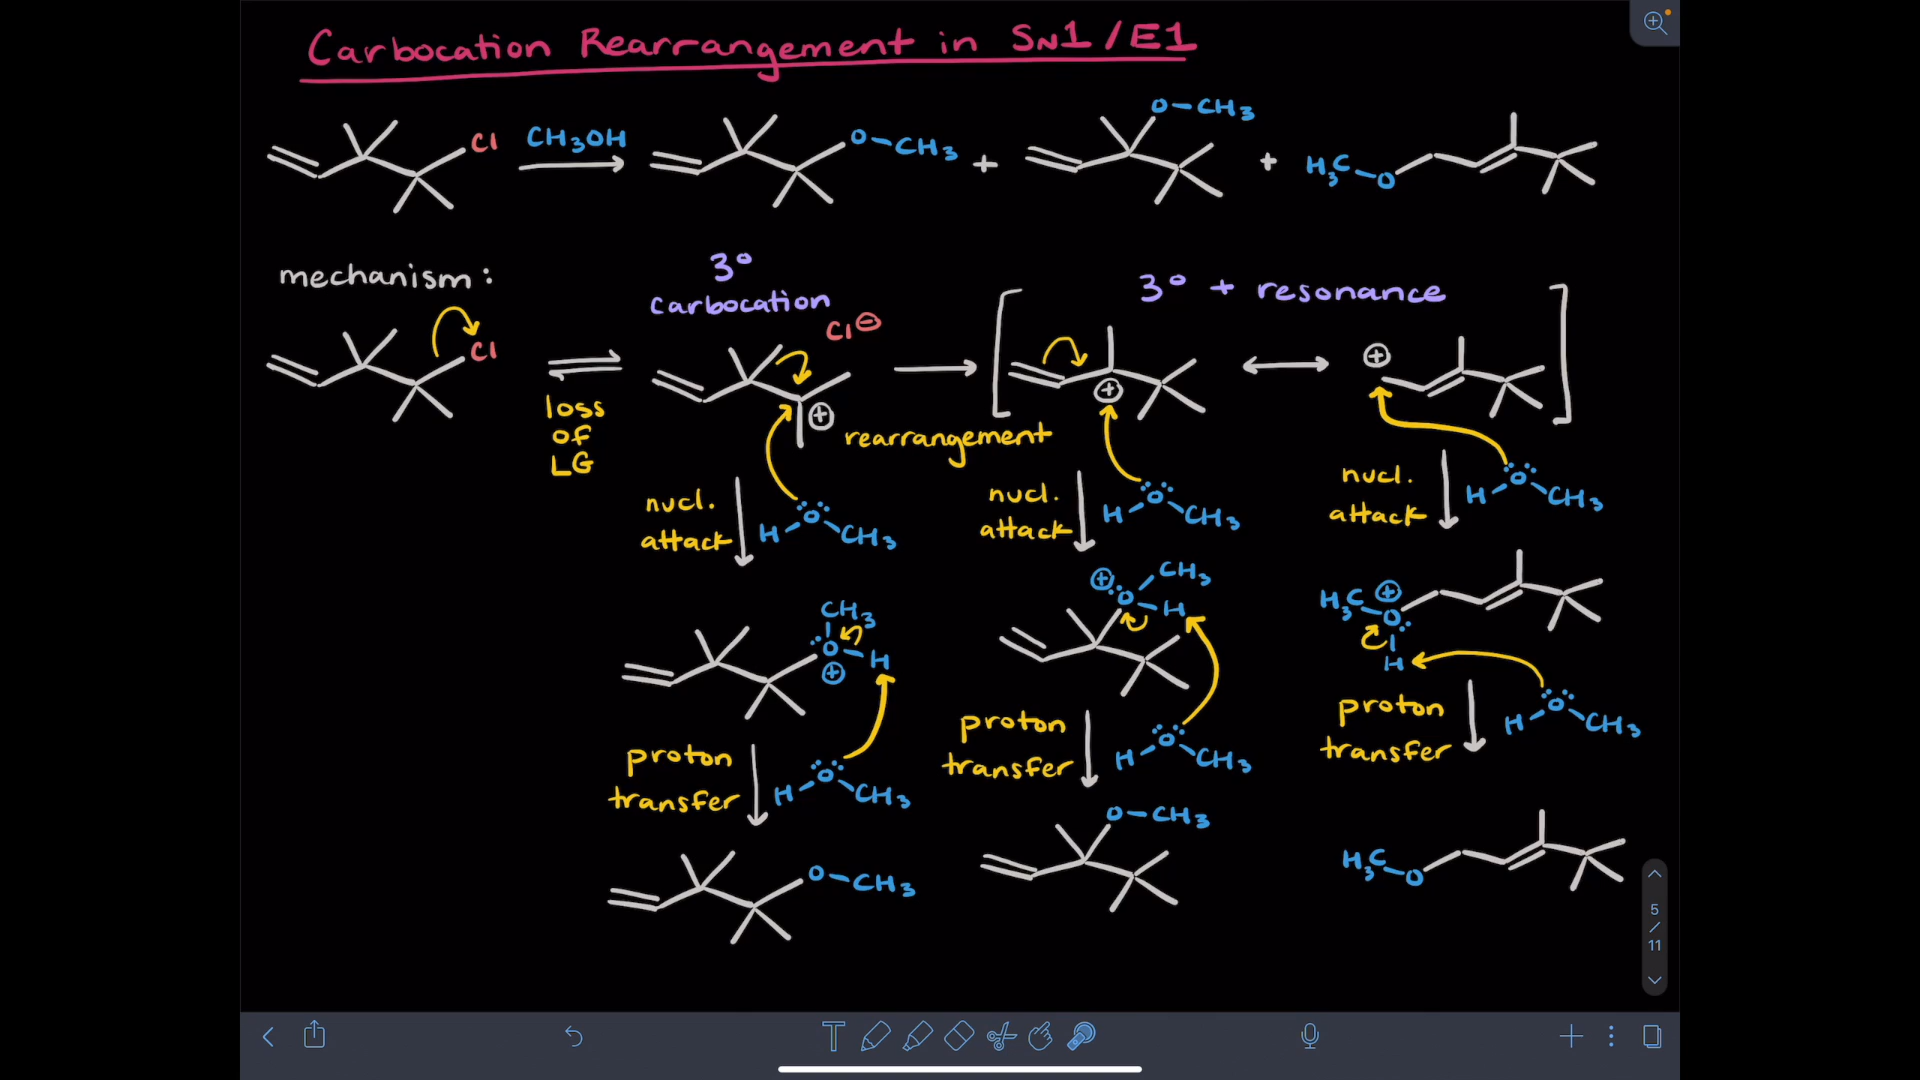 Carbocation Rearrangement in SN1/E1
Cl CH3OH O-CH3 + O-CH3 + H3C-O
mechanism:
3° carbocation
3° + resonance
Cl
Cl⊖
⊕
⊕
⊕
loss of LG
rearrangement
nucl. attack
H-O-CH3
nucl. attack
H-O-CH3
nucl. attack
H-O-CH3
CH3
O-H
⊕
⊕
O-H
CH3
H3C ⊕
O
H
proton transfer
H-O-CH3
proton transfer
H-O-CH3
proton transfer
H-O-CH3
O-CH3
O-CH3
H3C-O
5
/
11
T